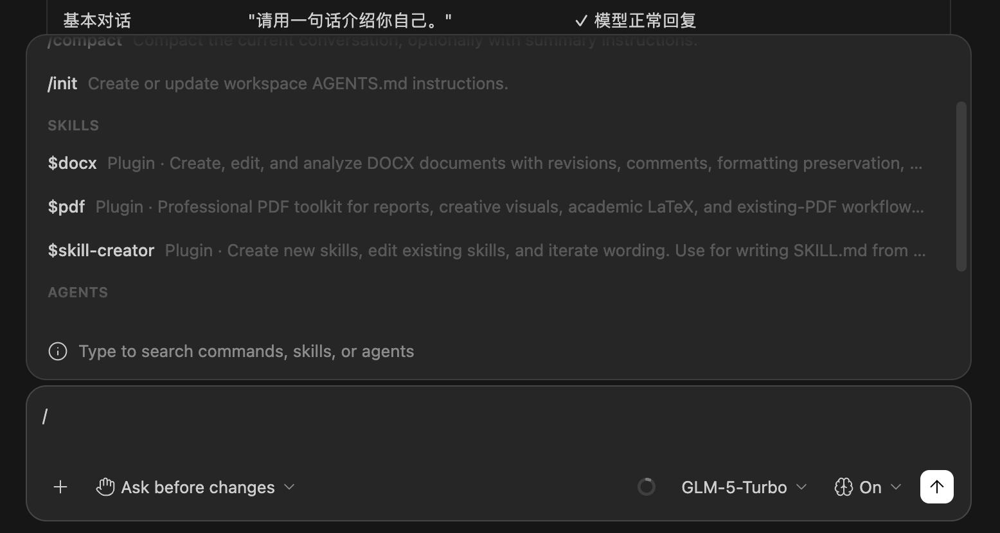 基本对话 "请用一句话介绍你自己。" ✓ 模型正常回复
/compact Compact the current conversation, optionally with summary instructions.
/init Create or update workspace AGENTS.md instructions.
SKILLS
$docx Plugin · Create, edit, and analyze DOCX documents with revisions, comments, formatting preservation, ...
$pdf Plugin · Professional PDF toolkit for reports, creative visuals, academic LaTeX, and existing-PDF workflow...
$skill-creator Plugin · Create new skills, edit existing skills, and iterate wording. Use for writing SKILL.md from ...
AGENTS
Type to search commands, skills, or agents
/
Ask before changes GLM-5-Turbo On